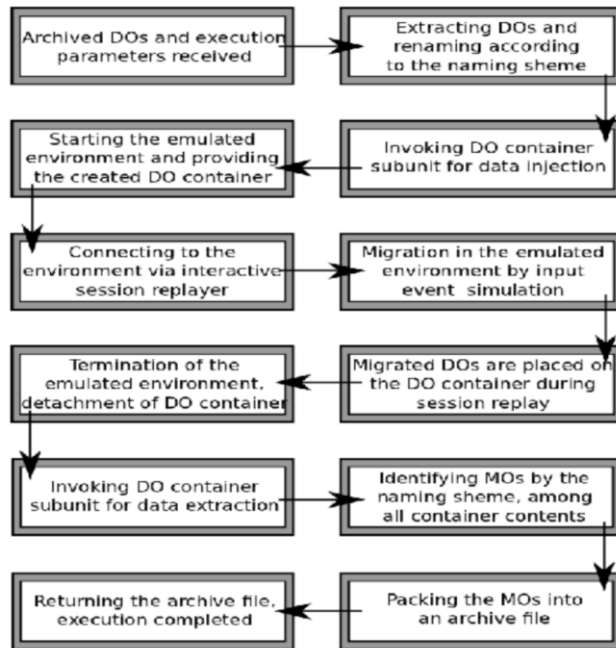 Archived DOs and execution
parameters received
Extracting DOs and
renaming according
to the naming sheme
Invoking DO container
subunit for data injection
Starting the emulated
environment and providing
the created DO container
Connecting to the
environment via interactive
session replayer
Migration in the emulated
environment by input
event simulation
Migrated DOs are placed on
the DO container during
session replay
Termination of the
emulated environment,
detachment of DO container
Invoking DO container
subunit for data extraction
Identifying MOs by the
naming sheme, among
all container contents
Packing the MOs into
an archive file
Returning the archive file,
execution completed